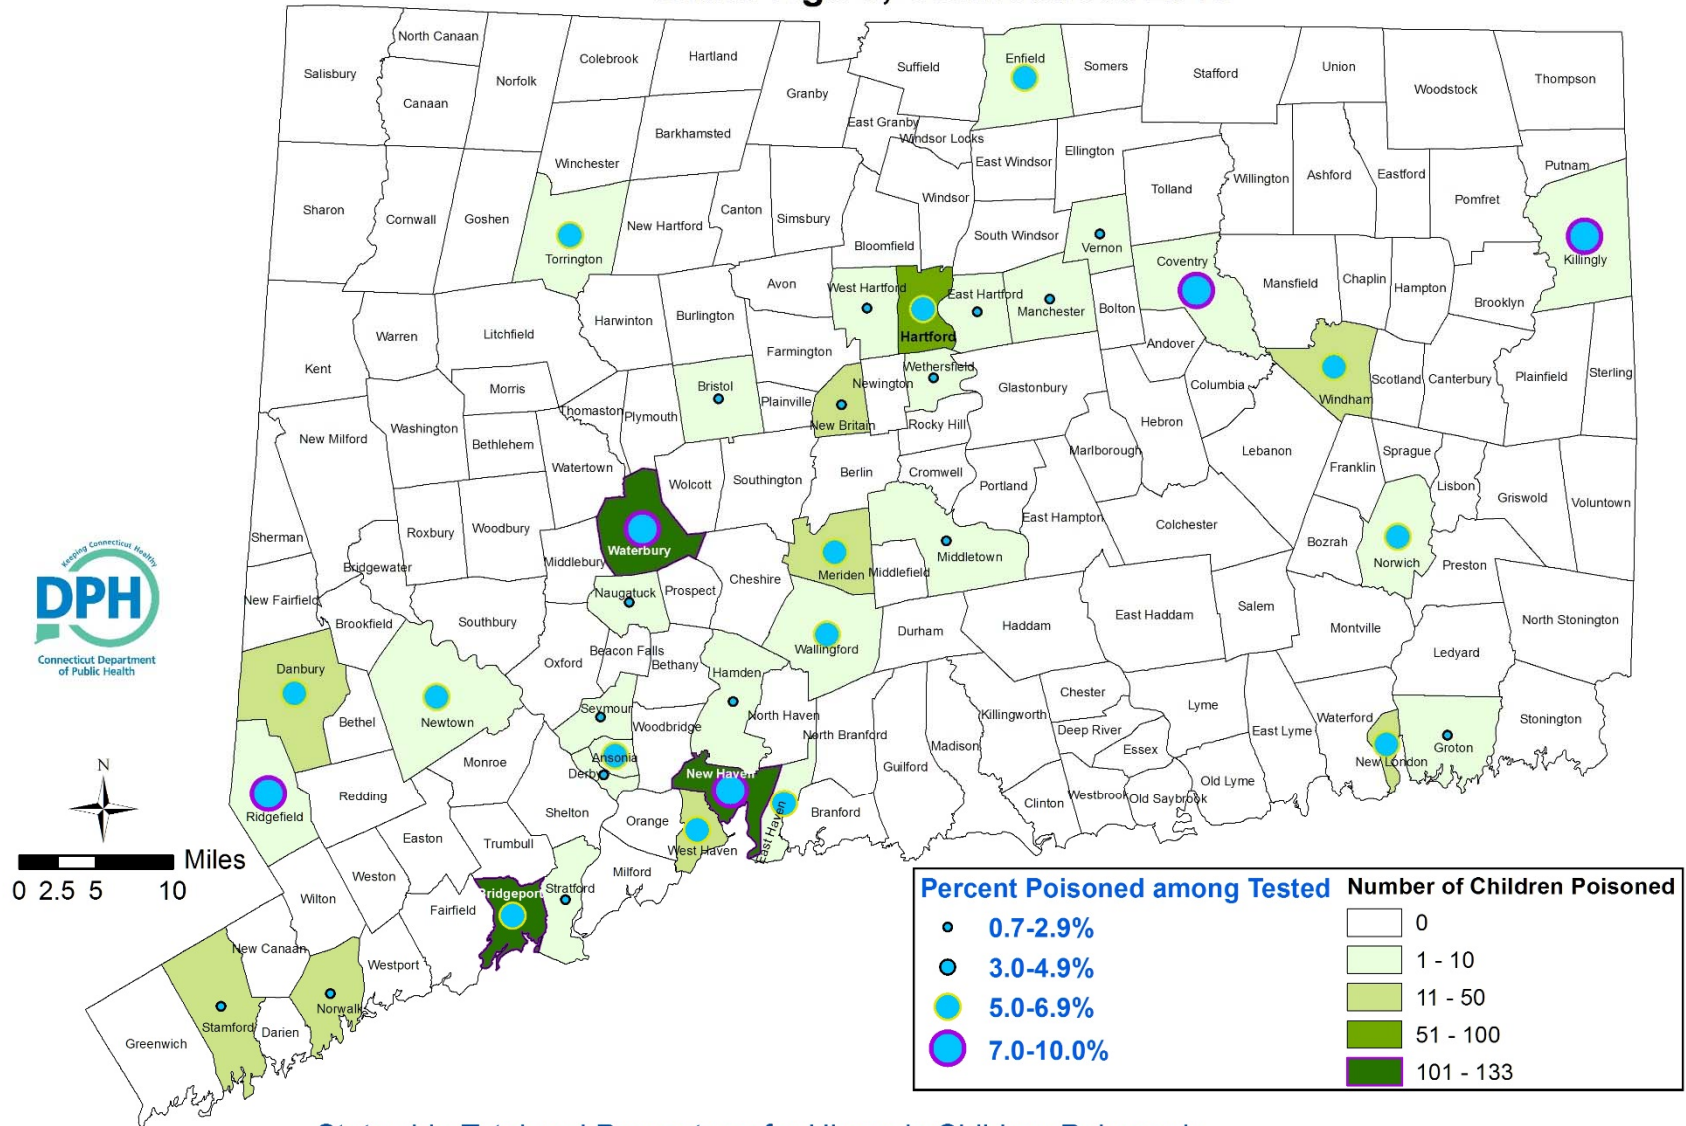 North Canaan
Colebrook
Hartland
Suffield
Enfield
Somers
Stafford
Union
Woodstock
Thompson
Salisbury
Canaan
Norfolk
Granby
East Granby
Windsor Locks
Barkhamsted
East Windsor
Ellington
Winchester
Putnam
Tolland
Willington
Ashford
Eastford
Pomfret
Windsor
Sharon
Cornwall
Goshen
New Hartford
Canton
Simsbury
Bloomfield
South Windsor
Vernon
Torrington
Coventry
Killingly
Avon
West Hartford
East Hartford
Manchester
Bolton
Mansfield
Chaplin
Hampton
Brooklyn
Warren
Litchfield
Harwinton
Burlington
Hartford
Andover
Farmington
Kent
Morris
Bristol
Plainville
Newington
Wethersfield
Glastonbury
Columbia
Windham
Scotland
Canterbury
Plainfield
Sterling
Thomaston
Plymouth
New Britain
Rocky Hill
Hebron
New Milford
Washington
Bethlehem
Watertown
Wolcott
Southington
Berlin
Cromwell
Portland
Marlborough
Lebanon
Franklin
Sprague
Lisbon
Griswold
Voluntown
Sherman
Roxbury
Woodbury
Waterbury
East Hampton
Colchester
Bozrah
Norwich
Preston
Bridgewater
Middlebury
Meriden
Middlefield
Middletown
Naugatuck
Prospect
Cheshire
Keeping Connecticut Healthy
DPH
Connecticut Department
of Public Health
New Fairfield
Brookfield
Southbury
Oxford
Beacon Falls
Bethany
Wallingford
Durham
Haddam
East Haddam
Salem
Montville
North Stonington
Ledyard
Danbury
Bethel
Newtown
Seymour
Woodbridge
Hamden
North Haven
North Branford
Killingworth
Chester
Deep River
Essex
Lyme
East Lyme
Waterford
New London
Groton
Stonington
Monroe
Ansonia
Derby
New Haven
Madison
Guilford
Ridgefield
Redding
Shelton
Orange
West Haven
East Haven
Branford
Clinton
Westbrook
Old Saybrook
Old Lyme
Easton
Trumbull
Weston
Wilton
Bridgeport
Stratford
Milford
Fairfield
New Canaan
Westport
Norwalk
Stamford
Darien
Greenwich
N
Miles
0 2.5 5 10
Percent Poisoned among Tested
0.7-2.9%
3.0-4.9%
5.0-6.9%
7.0-10.0%
Number of Children Poisoned
0
1 - 10
11 - 50
51 - 100
101 - 133